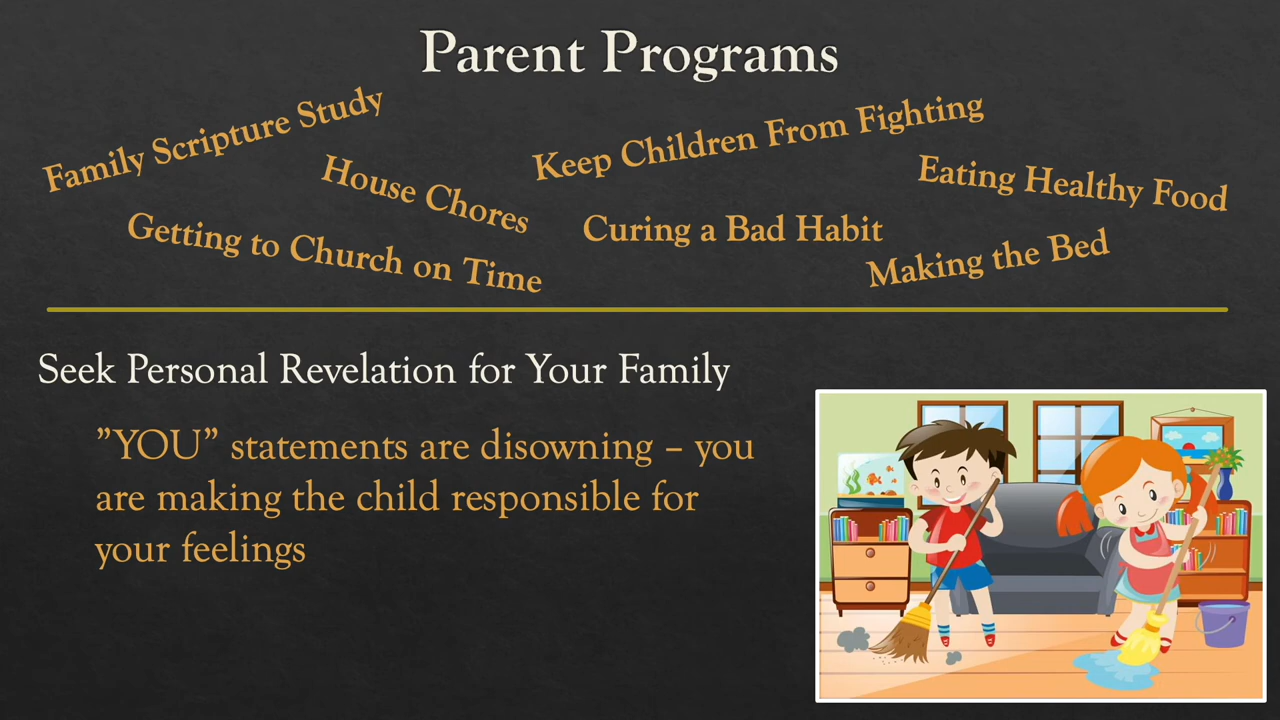 Parent Programs
Family Scripture Study
House Chores
Keep Children From Fighting
Eating Healthy Food
Getting to Church on Time
Curing a Bad Habit
Making the Bed
Seek Personal Revelation for Your Family
”YOU” statements are disowning – you
are making the child responsible for
your feelings